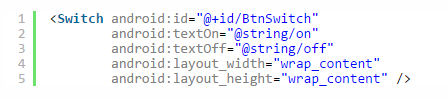 1 <Switch android:id="@+id/BtnSwitch"
2 android:textOn="@string/on"
3 android:textOff="@string/off"
4 android:layout_width="wrap_content"
5 android:layout_height="wrap_content" />